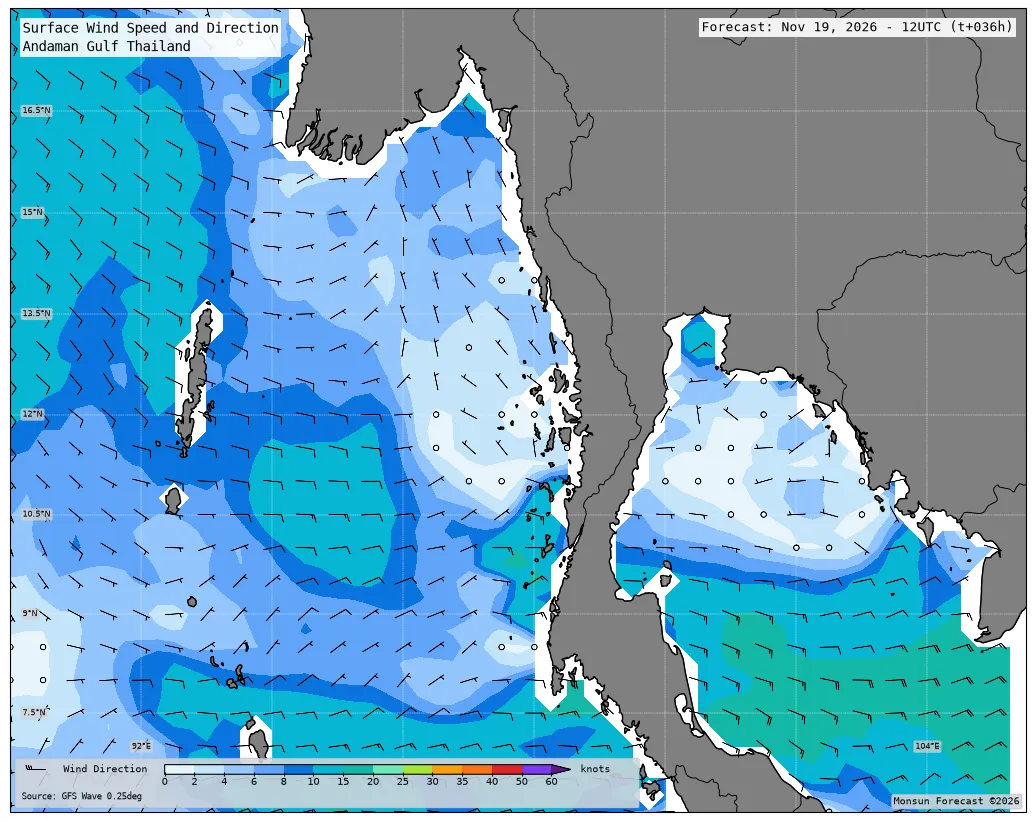 Surface Wind Speed and Direction
Andaman Gulf Thailand
Forecast: Nov 19, 2026 - 12UTC (t+036h)
16.5°N
15°N
13.5°N
12°N
10.5°N
9°N
7.5°N
92°E
104°E
Wind Direction
0 2 4 6 8 10 15 20 25 30 35 40 50 60
knots
Source: GFS Wave 0.25deg
Monsun Forecast ©2026